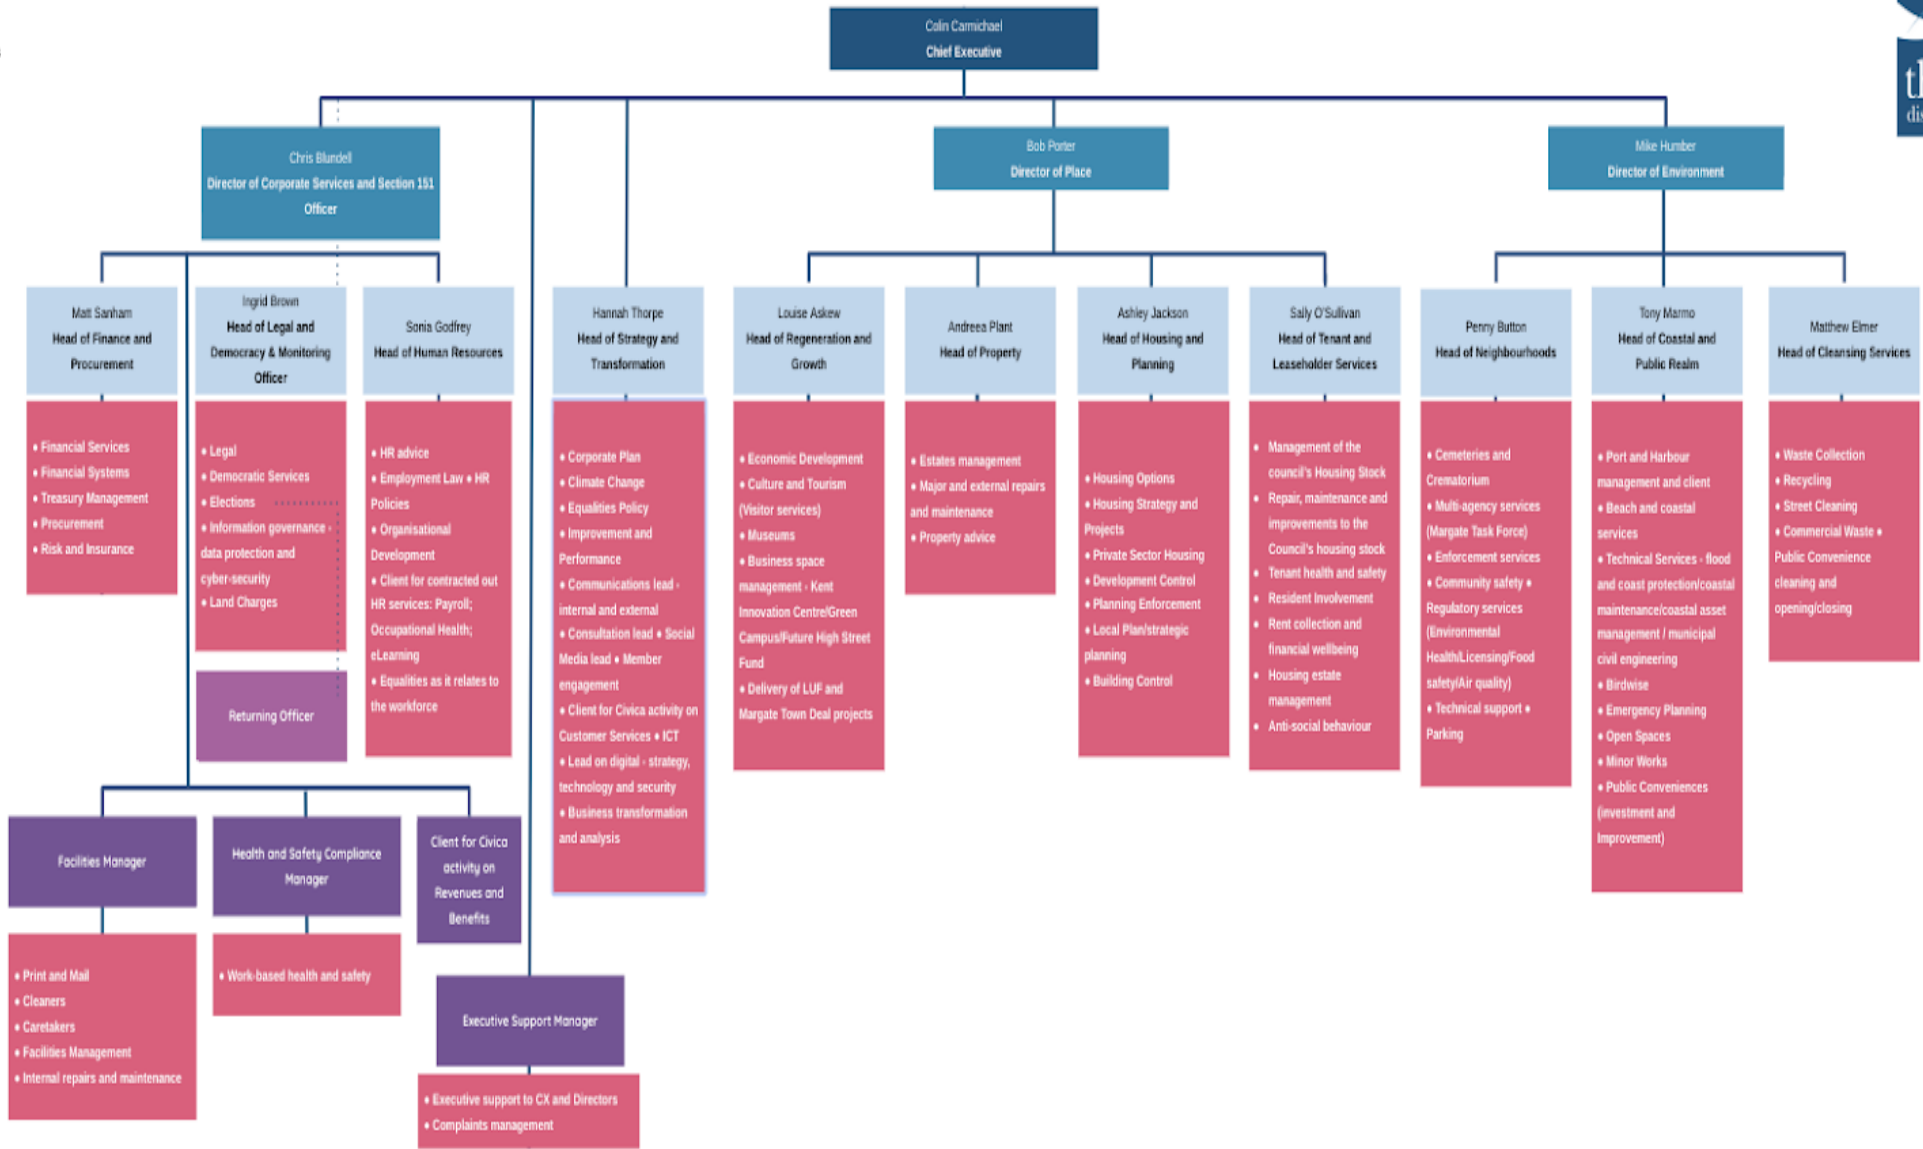 Colin Carmichael
Chief Executive
Chris Blundell
Director of Corporate Services and Section 151
Officer
Bob Porter
Director of Place
Mike Humber
Director of Environment
Matt Sanham
Head of Finance and
Procurement
Ingrid Brown
Head of Legal and
Democracy & Monitoring
Officer
Sonia Godfrey
Head of Human Resources
Hannah Thorpe
Head of Strategy and
Transformation
Louise Askew
Head of Regeneration and
Growth
Andreea Plant
Head of Property
Ashley Jackson
Head of Housing and
Planning
Sally O'Sullivan
Head of Tenant and
Leaseholder Services
Penny Button
Head of Neighbourhoods
Tony Marmo
Head of Coastal and
Public Realm
Matthew Elmer
Head of Cleansing Services
• Financial Services
• Financial Systems
• Treasury Management
• Procurement
• Risk and Insurance
• Legal
• Democratic Services
• Elections
• Information governance -
data protection and
cyber-security
• Land Charges
Returning Officer
• HR advice
• Employment Law • HR
Policies
• Organisational
Development
• Client for contracted out
HR services: Payroll;
Occupational Health;
eLearning
• Equalities as it relates to
the workforce
• Corporate Plan
• Climate Change
• Equalities Policy
• Improvement and
Performance
• Communications lead -
internal and external
• Consultation lead • Social
Media lead • Member
engagement
• Client for Civica activity on
Customer Services • ICT
• Lead on digital - strategy,
technology and security
• Business transformation
and analysis
• Economic Development
• Culture and Tourism
(Visitor services)
• Museums
• Business space
management - Kent
Innovation Centre/Green
Campus/Future High Street
Fund
• Delivery of LUF and
Margate Town Deal projects
• Estates management
• Major and external repairs
and maintenance
• Property advice
• Housing Options
• Housing Strategy and
Projects
• Private Sector Housing
• Development Control
• Planning Enforcement
• Local Plan/strategic
planning
• Building Control
• Management of the
council's Housing Stock
• Repair, maintenance and
improvements to the
Council's housing stock
• Tenant health and safety
• Resident Involvement
• Rent collection and
financial wellbeing
• Housing estate
management
• Anti-social behaviour
• Cemeteries and
Crematorium
• Multi-agency services
(Margate Task Force)
• Enforcement services
• Community safety •
Regulatory services
(Environmental
Health/Licensing/Food
safety/Air quality)
• Technical support •
Parking
• Port and Harbour
management and client
• Beach and coastal
services
• Technical Services - flood
and coast protection/coastal
maintenance/coastal asset
management / municipal
civil engineering
• Birdwise
• Emergency Planning
• Open Spaces
• Minor Works
• Public Conveniences
(investment and
Improvement)
• Waste Collection
• Recycling
• Street Cleaning
• Commercial Waste •
Public Convenience
cleaning and
opening/closing
Facilities Manager
Health and Safety Compliance
Manager
Client for Civica
activity on
Revenues and
Benefits
• Print and Mail
• Cleaners
• Caretakers
• Facilities Management
• Internal repairs and maintenance
• Work-based health and safety
Executive Support Manager
• Executive support to CX and Directors
• Complaints management